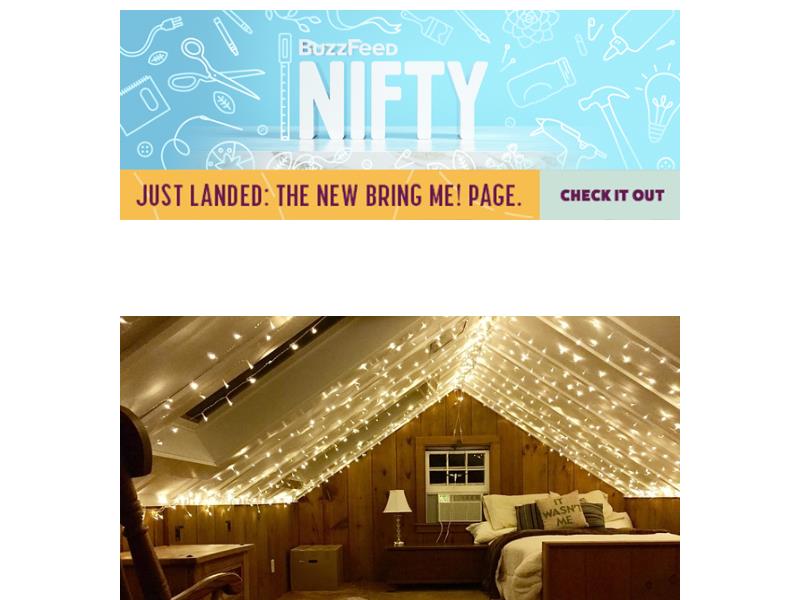 BuzzFeed
NIFTY
JUST LANDED: THE NEW BRING ME! PAGE.
CHECK IT OUT
IT
WASN'T
ME